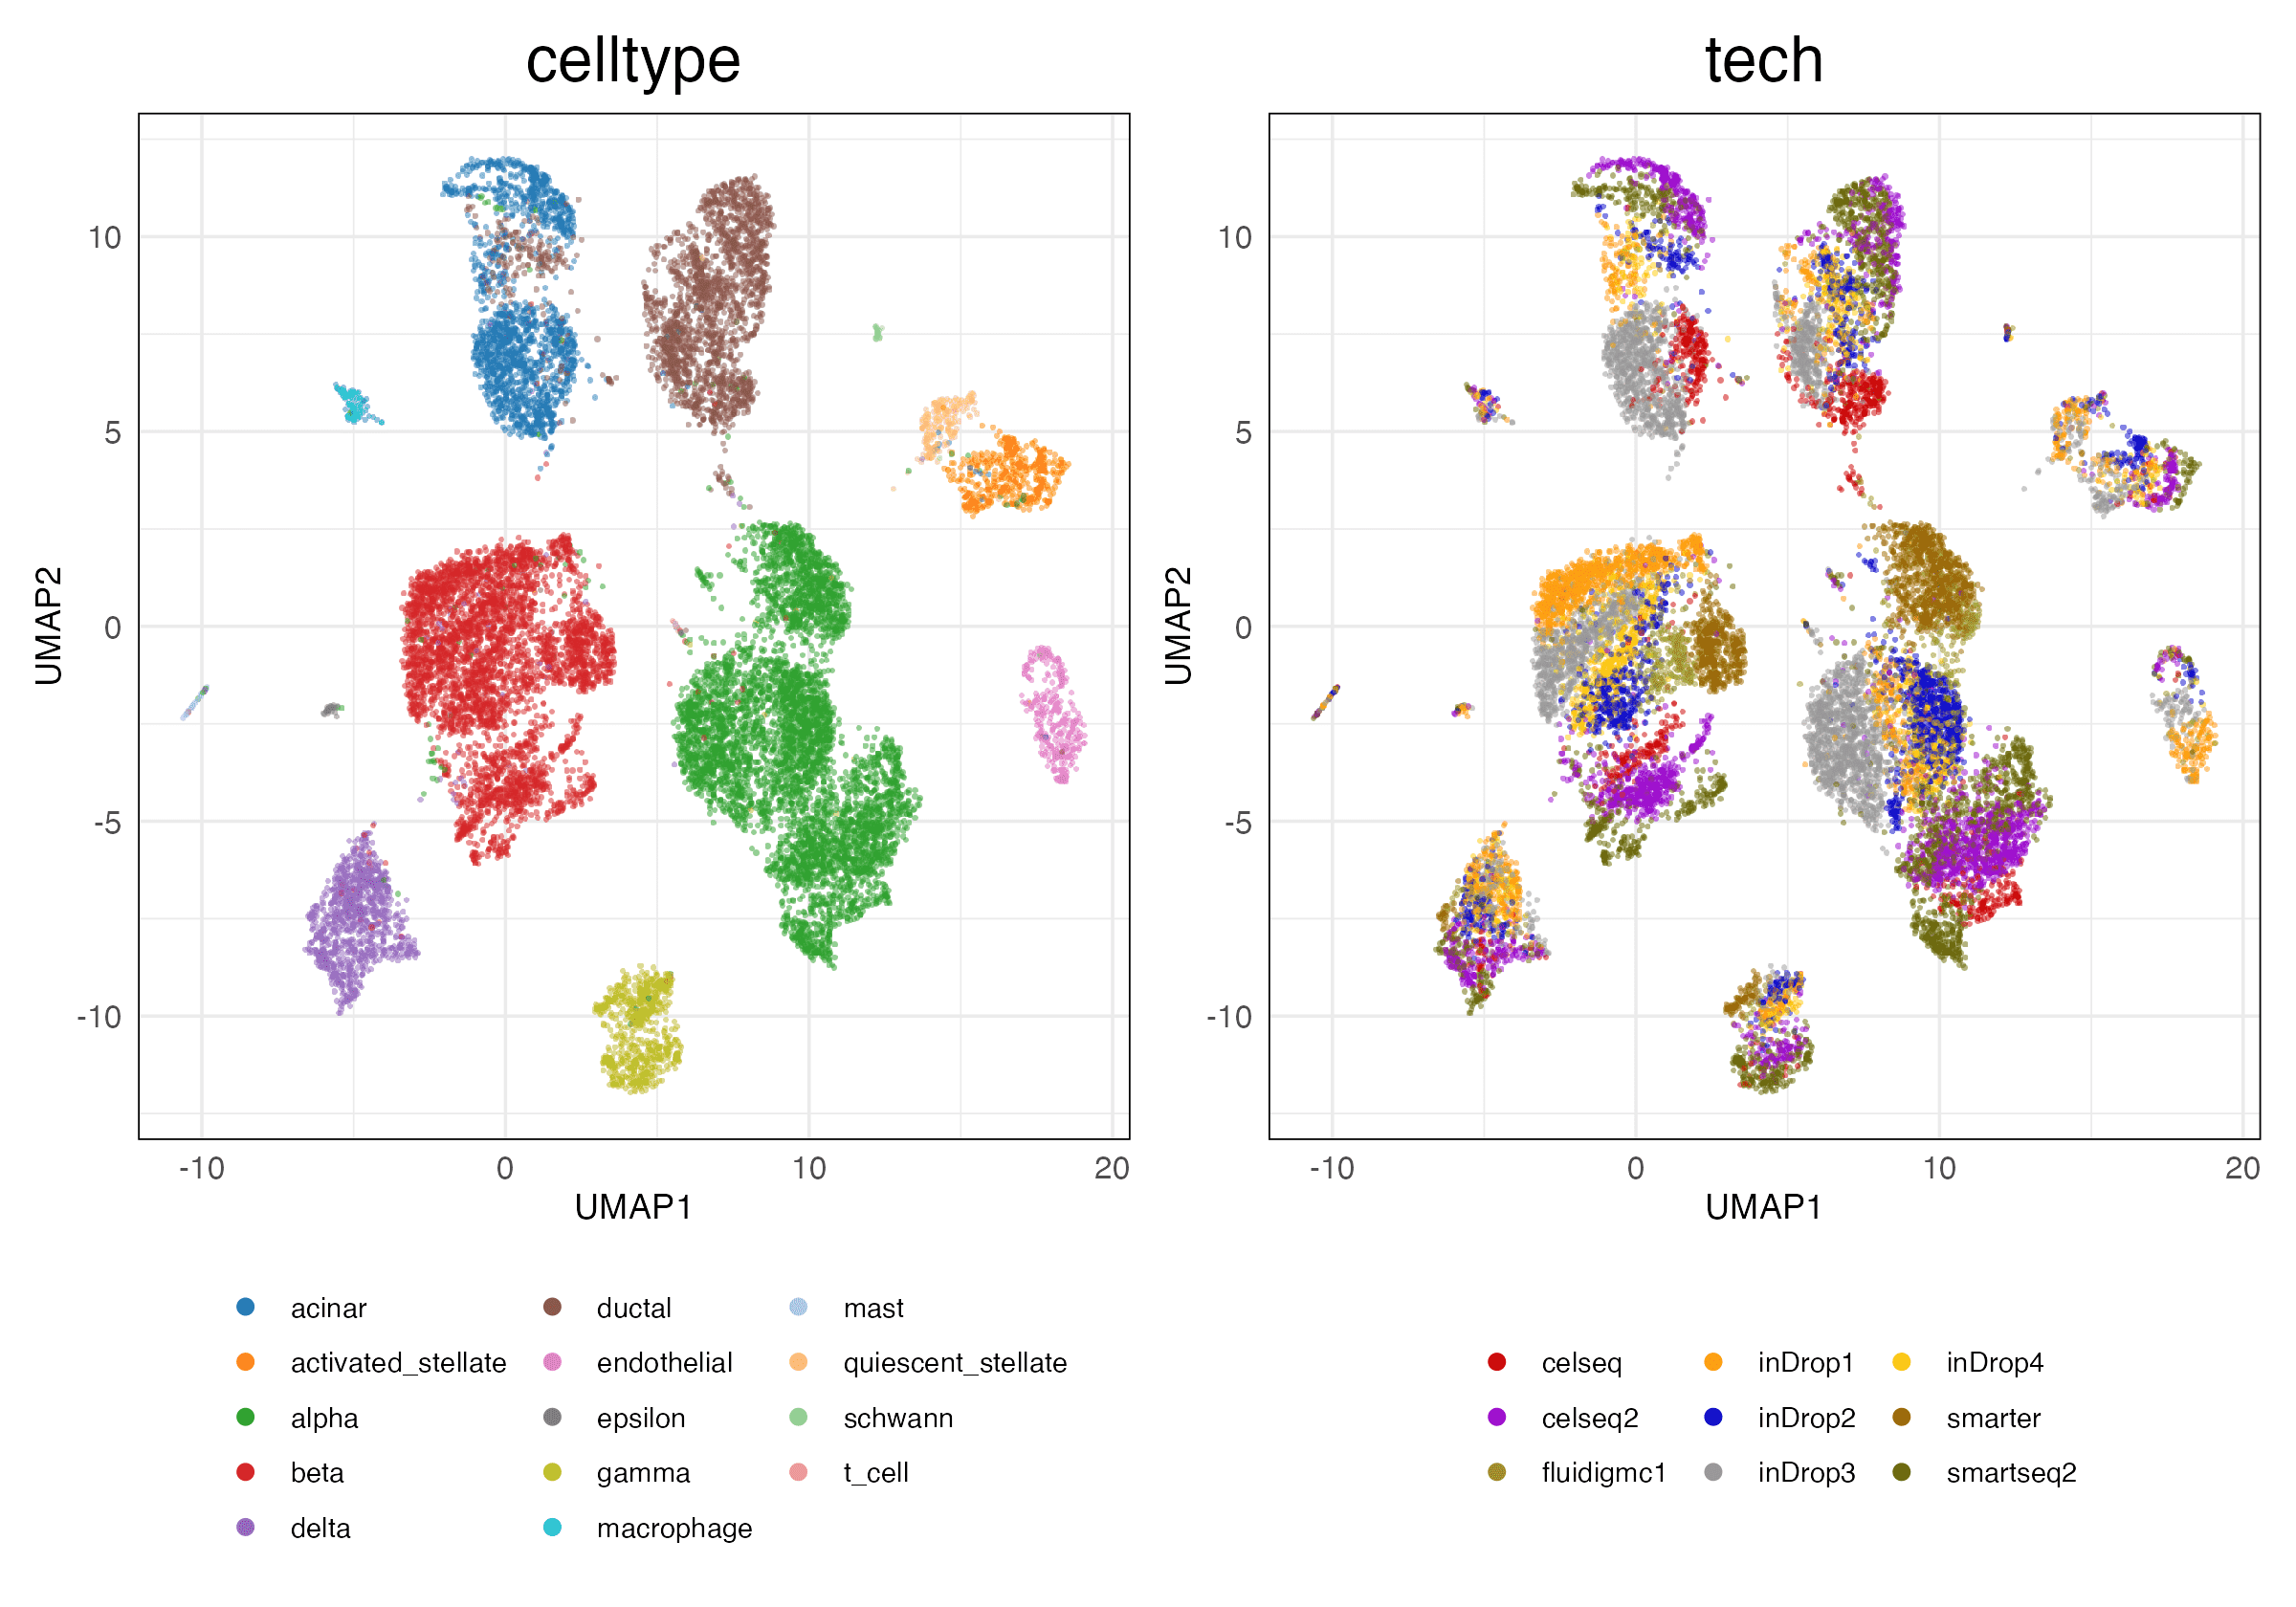 celltype
tech
10
5
0
-5
-10
UMAP2
-10
0
10
20
UMAP1
10
5
0
-5
-10
UMAP2
-10
0
10
20
UMAP1
acinar
ductal
mast
activated_stellate
endothelial
quiescent_stellate
alpha
epsilon
schwann
beta
gamma
t_cell
delta
macrophage
celseq
inDrop1
inDrop4
celseq2
inDrop2
smarter
fluidigmc1
inDrop3
smartseq2